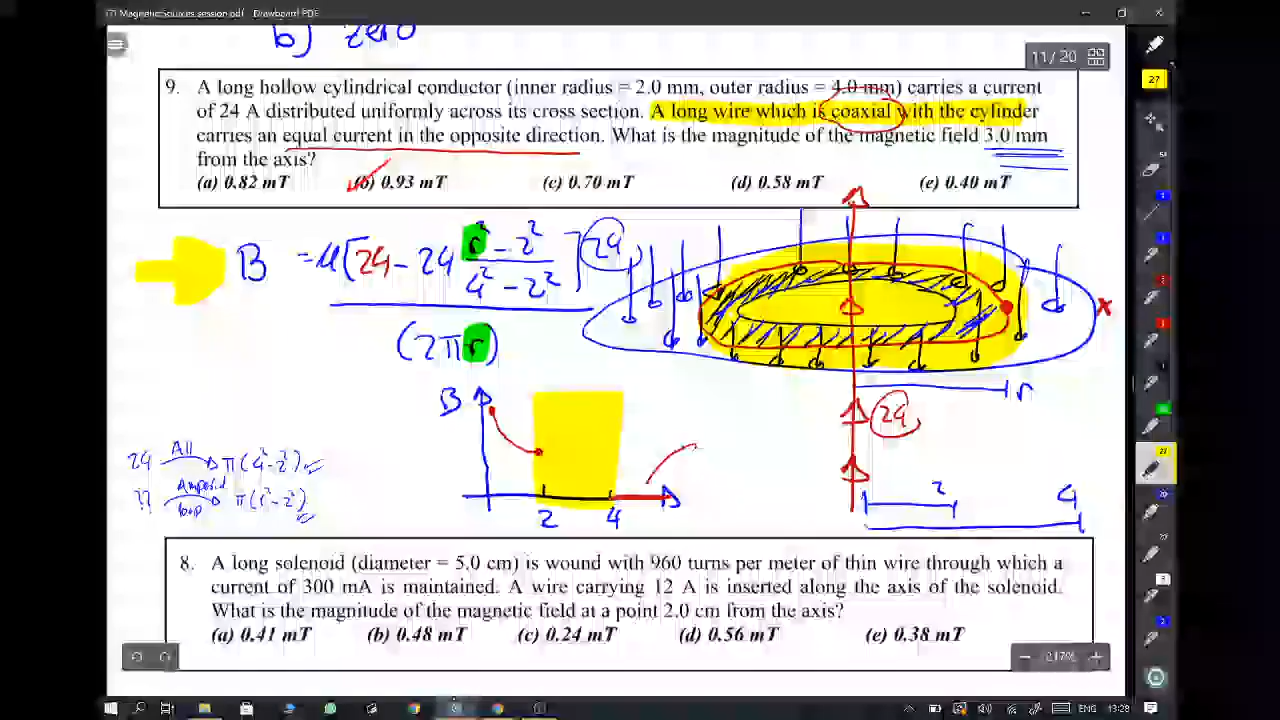 Magnetic sources session.pdf - Drawboard PDF
b) zero
11/20
27
9. A long hollow cylindrical conductor (inner radius = 2.0 mm, outer radius = 4.0 mm) carries a current
of 24 A distributed uniformly across its cross section. A long wire which is coaxial with the cylinder
carries an equal current in the opposite direction. What is the magnitude of the magnetic field 3.0 mm
from the axis?
(a) 0.82 mT (b) 0.93 mT (c) 0.70 mT (d) 0.58 mT (e) 0.40 mT
B = μ[24 - 24 r² - 2² / 4² - 2²] 24
(2πr)
r
B
24
24 All π(4² - 2²)
?? loop π(r² - 2²)
2 4
2 4
8. A long solenoid (diameter = 5.0 cm) is wound with 960 turns per meter of thin wire through which a
current of 300 mA is maintained. A wire carrying 12 A is inserted along the axis of the solenoid.
What is the magnitude of the magnetic field at a point 2.0 cm from the axis?
(a) 0.41 mT (b) 0.48 mT (c) 0.24 mT (d) 0.56 mT (e) 0.38 mT
217%
ENG 13:28